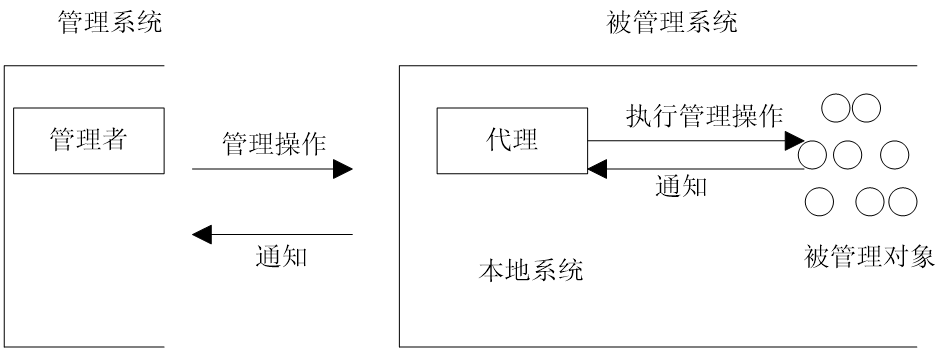 管理系统
被管理系统
管理者
管理操作
通知
代理
执行管理操作
通知
本地系统
被管理对象